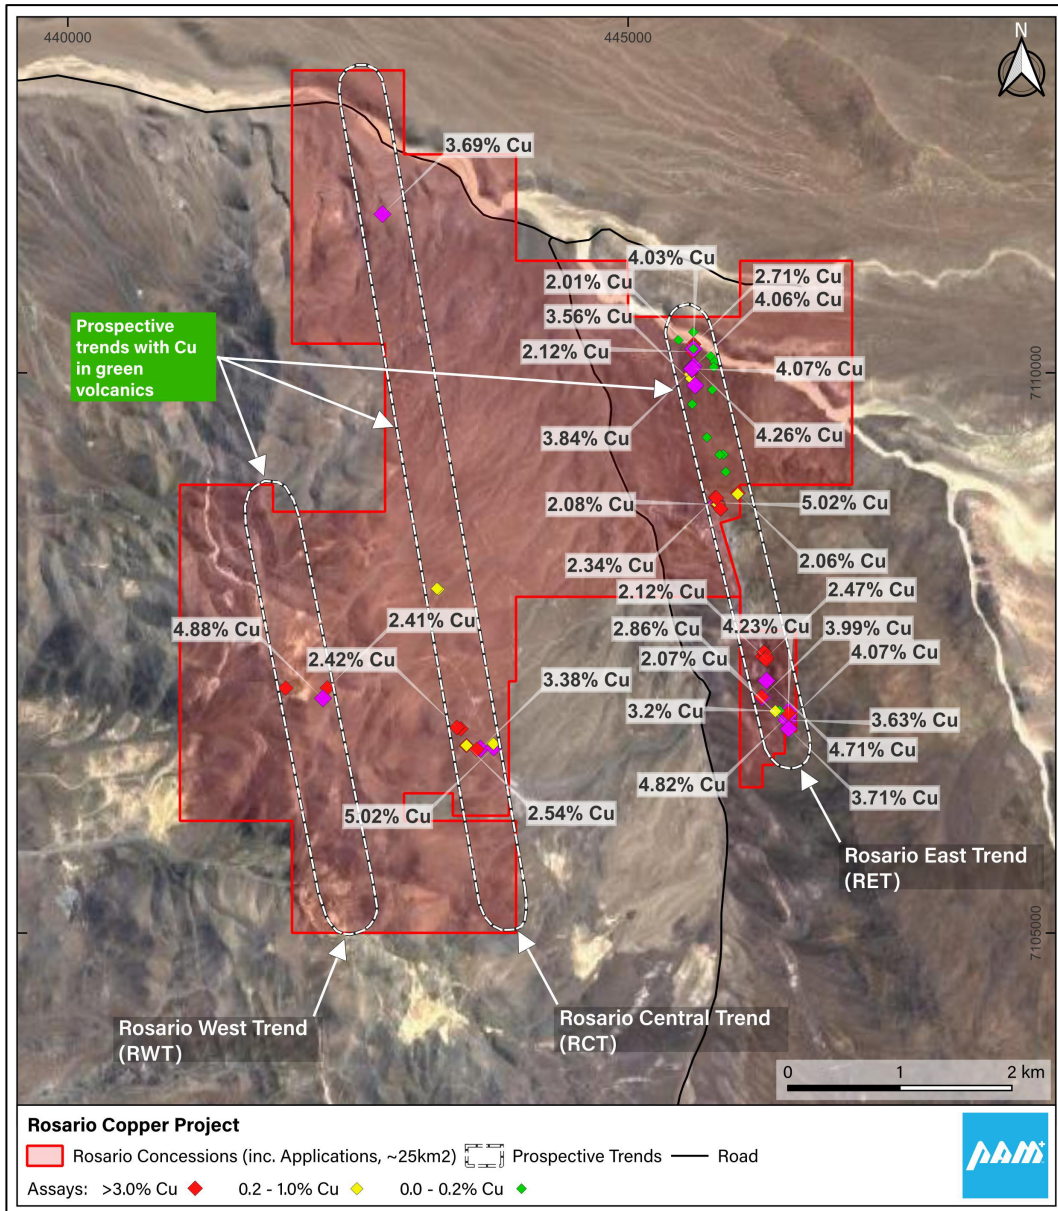 440000
445000
N
3.69% Cu
4.03% Cu
2.01% Cu
2.71% Cu
4.06% Cu
3.56% Cu
Prospective
trends with Cu
in green
volcanics
2.12% Cu
4.07% Cu
7110000
3.84% Cu
4.26% Cu
2.08% Cu
5.02% Cu
2.34% Cu
2.06% Cu
2.12% Cu
2.47% Cu
4.88% Cu
2.41% Cu
2.86% Cu
4.23% Cu
3.99% Cu
2.42% Cu
2.07% Cu
4.07% Cu
3.38% Cu
3.2% Cu
3.63% Cu
4.71% Cu
4.82% Cu
3.71% Cu
5.02% Cu
2.54% Cu
Rosario East Trend
(RET)
7105000
Rosario West Trend
(RWT)
Rosario Central Trend
(RCT)
0 1 2 km
Rosario Copper Project
Rosario Concessions (inc. Applications, ~25km2) Prospective Trends Road
Assays: >3.0% Cu 0.2 - 1.0% Cu 0.0 - 0.2% Cu
PAM+